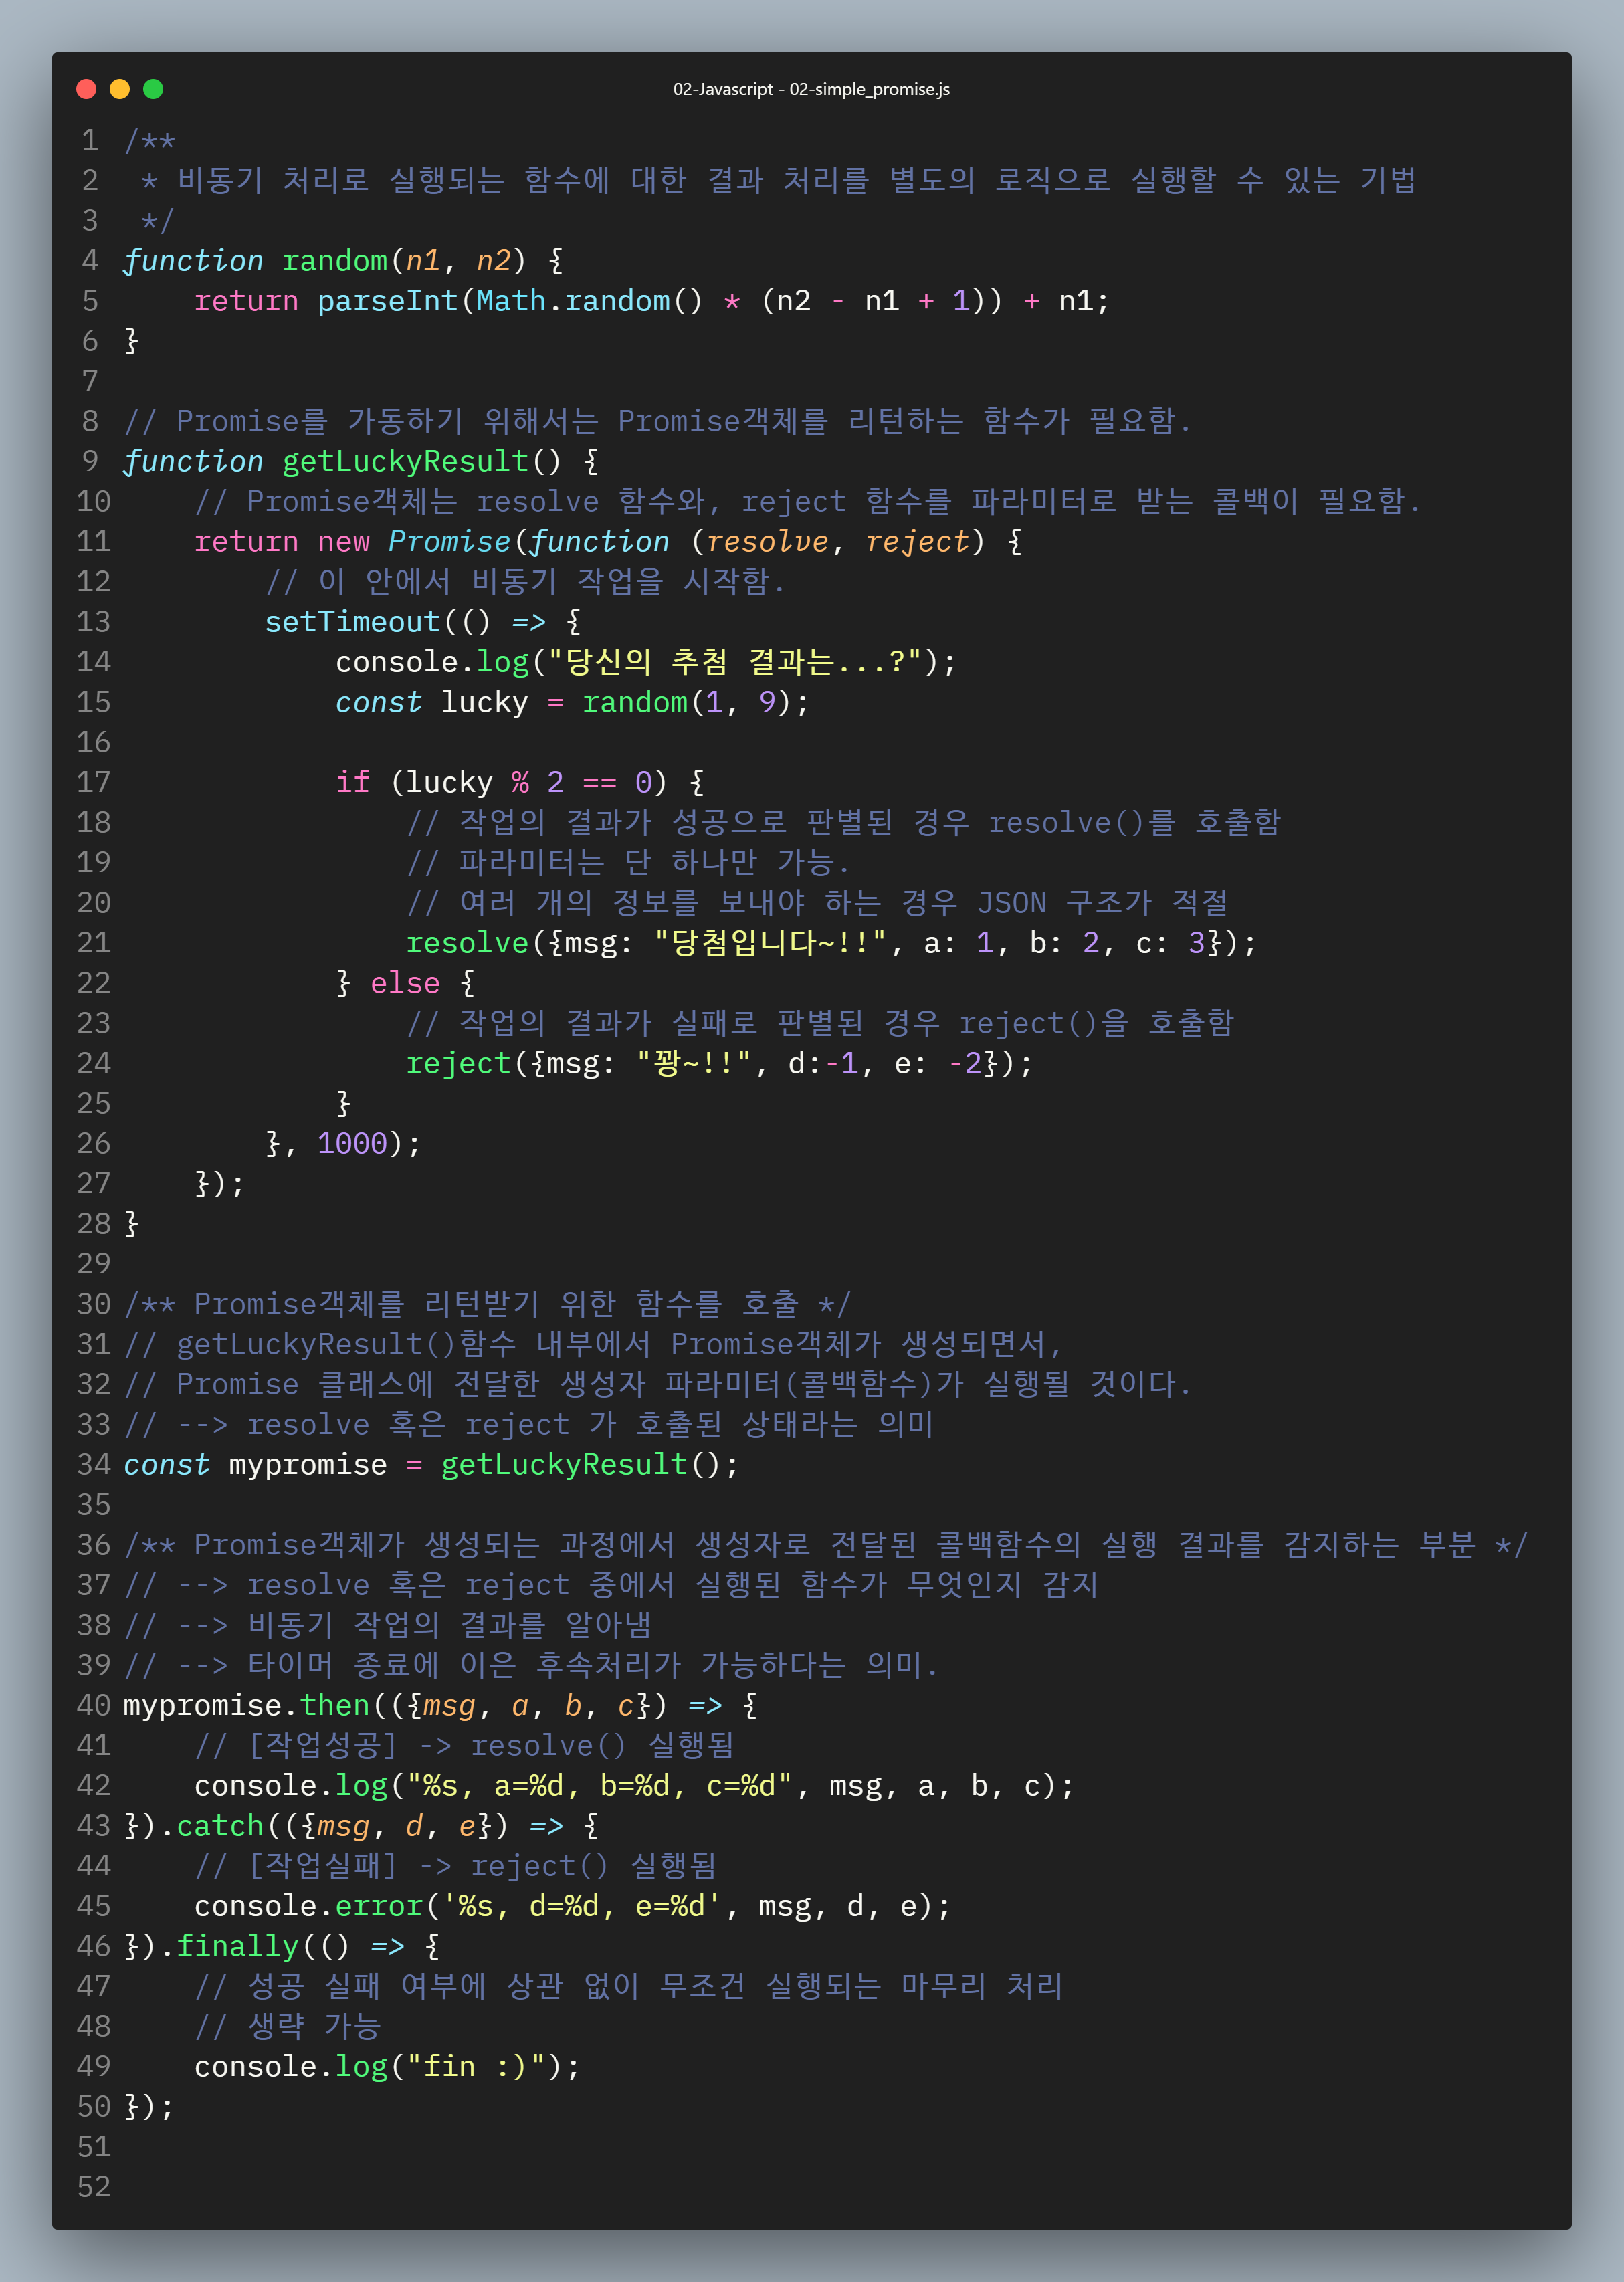 02-Javascript - 02-simple_promise.js
1 /**
2  * 비동기 처리로 실행되는 함수에 대한 결과 처리를 별도의 로직으로 실행할 수 있는 기법
3  */
4 function random(n1, n2) {
5     return parseInt(Math.random() * (n2 - n1 + 1)) + n1;
6 }
7
8 // Promise를 가동하기 위해서는 Promise객체를 리턴하는 함수가 필요함.
9 function getLuckyResult() {
10     // Promise객체는 resolve 함수와, reject 함수를 파라미터로 받는 콜백이 필요함.
11     return new Promise(function (resolve, reject) {
12         // 이 안에서 비동기 작업을 시작함.
13         setTimeout(() => {
14             console.log("당신의 추첨 결과는...?");
15             const lucky = random(1, 9);
16
17             if (lucky % 2 == 0) {
18                 // 작업의 결과가 성공으로 판별된 경우 resolve()를 호출함
19                 // 파라미터는 단 하나만 가능.
20                 // 여러 개의 정보를 보내야 하는 경우 JSON 구조가 적절
21                 resolve({msg: "당첨입니다~!!", a: 1, b: 2, c: 3});
22             } else {
23                 // 작업의 결과가 실패로 판별된 경우 reject()을 호출함
24                 reject({msg: "꽝~!!", d:-1, e: -2});
25             }
26         }, 1000);
27     });
28 }
29
30 /** Promise객체를 리턴받기 위한 함수를 호출 */
31 // getLuckyResult()함수 내부에서 Promise객체가 생성되면서,
32 // Promise 클래스에 전달한 생성자 파라미터(콜백함수)가 실행될 것이다.
33 // --> resolve 혹은 reject 가 호출된 상태라는 의미
34 const mypromise = getLuckyResult();
35
36 /** Promise객체가 생성되는 과정에서 생성자로 전달된 콜백함수의 실행 결과를 감지하는 부분 */
37 // --> resolve 혹은 reject 중에서 실행된 함수가 무엇인지 감지
38 // --> 비동기 작업의 결과를 알아냄
39 // --> 타이머 종료에 이은 후속처리가 가능하다는 의미.
40 mypromise.then(({msg, a, b, c}) => {
41     // [작업성공] -> resolve() 실행됨
42     console.log("%s, a=%d, b=%d, c=%d", msg, a, b, c);
43 }).catch(({msg, d, e}) => {
44     // [작업실패] -> reject() 실행됨
45     console.error('%s, d=%d, e=%d', msg, d, e);
46 }).finally(() => {
47     // 성공 실패 여부에 상관 없이 무조건 실행되는 마무리 처리
48     // 생략 가능
49     console.log("fin :)");
50 });
51
52